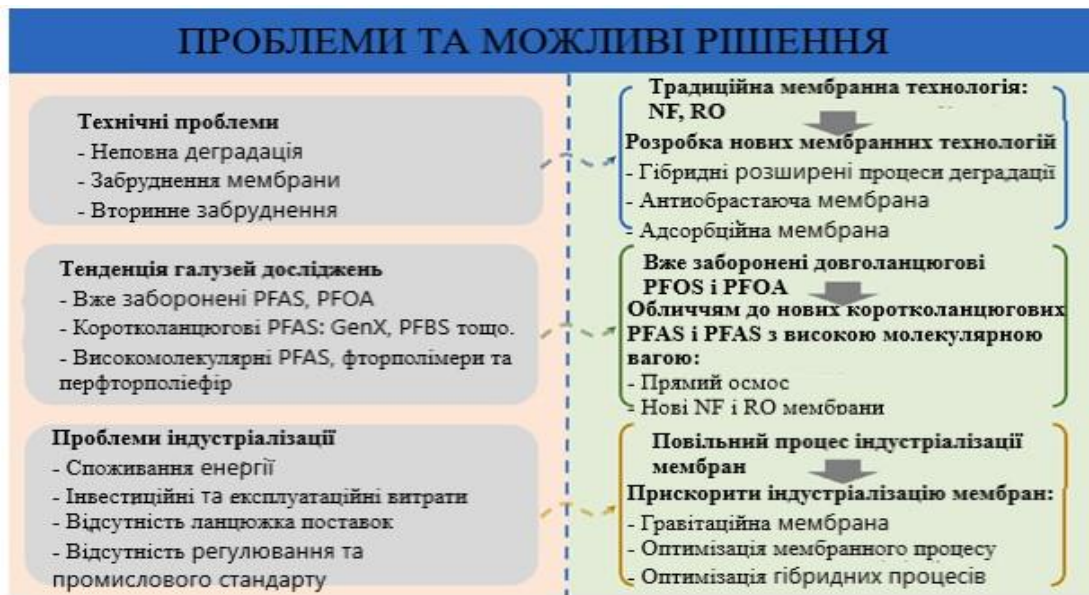 ПРОБЛЕМИ ТА МОЖЛИВІ РІШЕННЯ
Технічні проблеми
- Неповна деградація
- Забруднення мембрани
- Вторинне забруднення
Тенденція галузей досліджень
- Вже заборонені PFAS, PFOA
- Коротколанцюгові PFAS: GenX, PFBS тощо.
- Високомолекулярні PFAS, фторполімери та
перфторполіефір
Проблеми індустріалізації
- Споживання енергії
- Інвестиційні та експлуатаційні витрати
- Відсутність ланцюжка поставок
- Відсутність регулювання та
промислового стандарту
Традиційна мембранна технологія:
NF, RO
Розробка нових мембранних технологій
- Гібридні розширені процеси деградації
- Антиобрастаюча мембрана
- Адсорбційна мембрана
Вже заборонені довголанцюгові
PFOS і PFOA
Обличчям до нових коротколанцюгових
PFAS і PFAS з високою молекулярною
вагою:
- Прямий осмос
- Нові NF і RO мембрани
Повільний процес індустріалізації
мембран
Прискорити індустріалізацію мембран:
- Гравітаційна мембрана
- Оптимізація мембранного процесу
- Оптимізація гібридних процесів